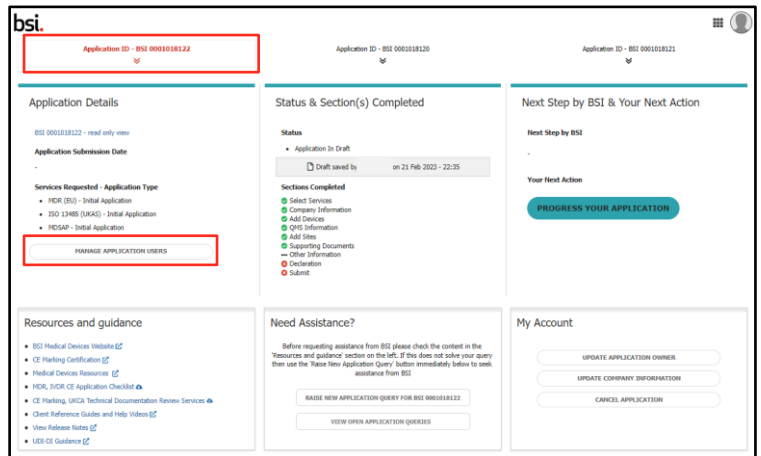 bsi.
Application ID - BSI 0001018122
Application ID - BSI 0001018120
Application ID - BSI 0001018121
Application Details
BSI 0001018122 - read only view
Application Submission Date
-
Services Requested - Application Type
• MDR (EU) - Initial Application
• ISO 13485 (UKAS) - Initial Application
• MDSAP - Initial Application
MANAGE APPLICATION USERS
Status & Section(s) Completed
Status
• Application In Draft
Draft saved by on 21 Feb 2023 - 22:35
Sections Completed
Select Services
Company Information
Add Devices
QMS Information
Add Sites
Supporting Documents
Other Information
Declaration
Submit
Next Step by BSI & Your Next Action
Next Step by BSI
-
Your Next Action
PROGRESS YOUR APPLICATION
Resources and guidance
• BSI Medical Devices Website
• CE Marking Certification
• Medical Devices Resources
• MDR, IVDR CE Application Checklist
• CE Marking, UKCA Technical Documentation Review Services
• Client Reference Guides and Help Videos
• View Release Notes
• UDI-DI Guidance
Need Assistance?
Before requesting assistance from BSI please check the content in the
'Resources and guidance' section on the left. If this does not solve your query
then use the 'Raise New Application Query' button immediately below to seek
assistance from BSI
RAISE NEW APPLICATION QUERY FOR BSI 0001018122
VIEW OPEN APPLICATION QUERIES
My Account
UPDATE APPLICATION OWNER
UPDATE COMPANY INFORMATION
CANCEL APPLICATION